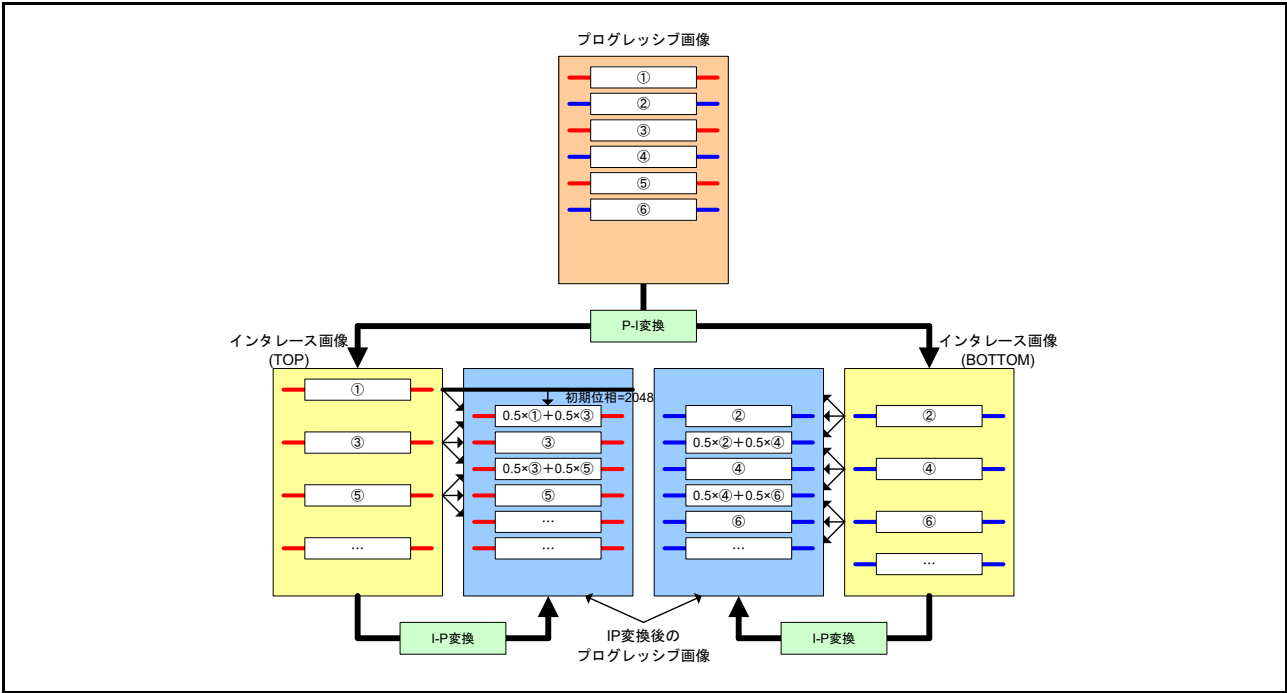 プログレッシブ画像
①
②
③
④
⑤
⑥
P-I変換
インタレース画像
(TOP)
インタレース画像
(BOTTOM)
①
③
⑤
…
初期位相=2048
0.5×①+0.5×③
③
0.5×③+0.5×⑤
⑤
…
…
②
0.5×②+0.5×④
④
0.5×④+0.5×⑥
⑥
…
②
④
⑥
…
I-P変換
IP変換後の
プログレッシブ画像
I-P変換